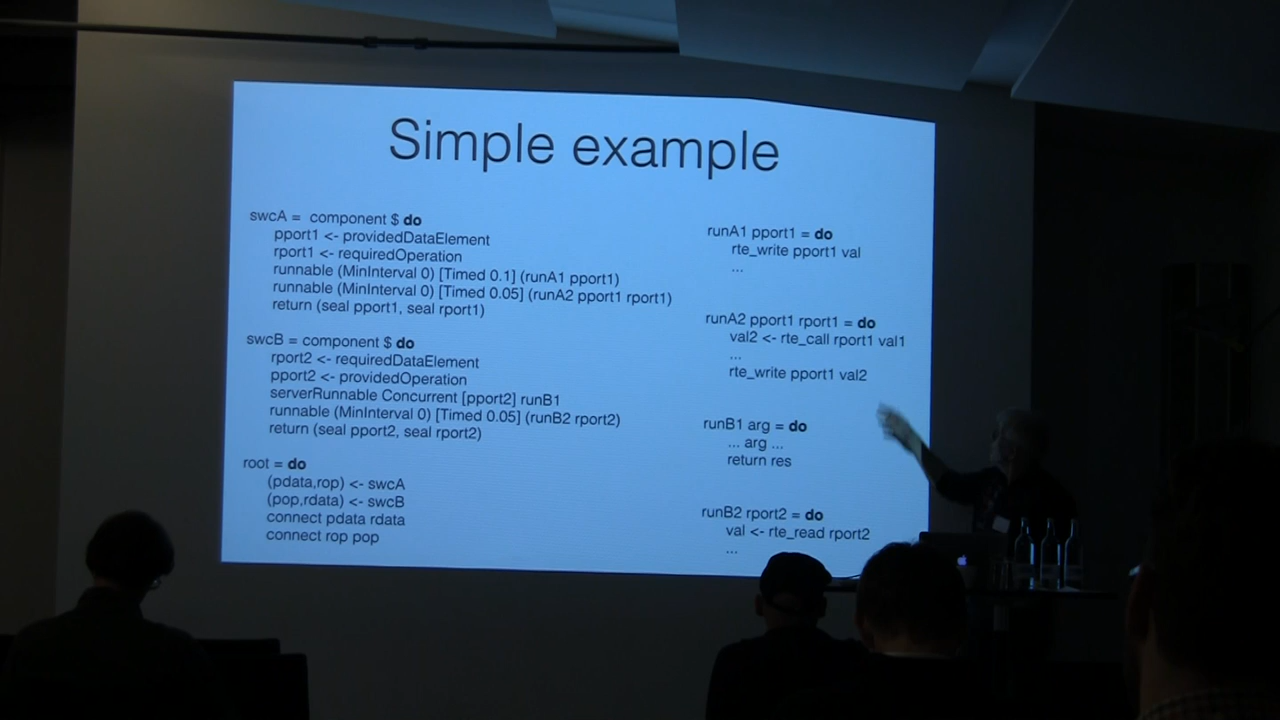 Simple example
swcA = component $ do
pport1 <- providedDataElement
rport1 <- requiredOperation
runnable (MinInterval 0) [Timed 0.1] (runA1 pport1)
runnable (MinInterval 0) [Timed 0.05] (runA2 pport1 rport1)
return (seal pport1, seal rport1)
swcB = component $ do
rport2 <- requiredDataElement
pport2 <- providedOperation
serverRunnable Concurrent [pport2] runB1
runnable (MinInterval 0) [Timed 0.05] (runB2 rport2)
return (seal pport2, seal rport2)
root = do
(pdata,rop) <- swcA
(pop,rdata) <- swcB
connect pdata rdata
connect rop pop
runA1 pport1 = do
rte_write pport1 val
...
runA2 pport1 rport1 = do
val2 <- rte_call rport1 val1
...
rte_write pport1 val2
runB1 arg = do
... arg ...
return res
runB2 rport2 = do
val <- rte_read rport2
...